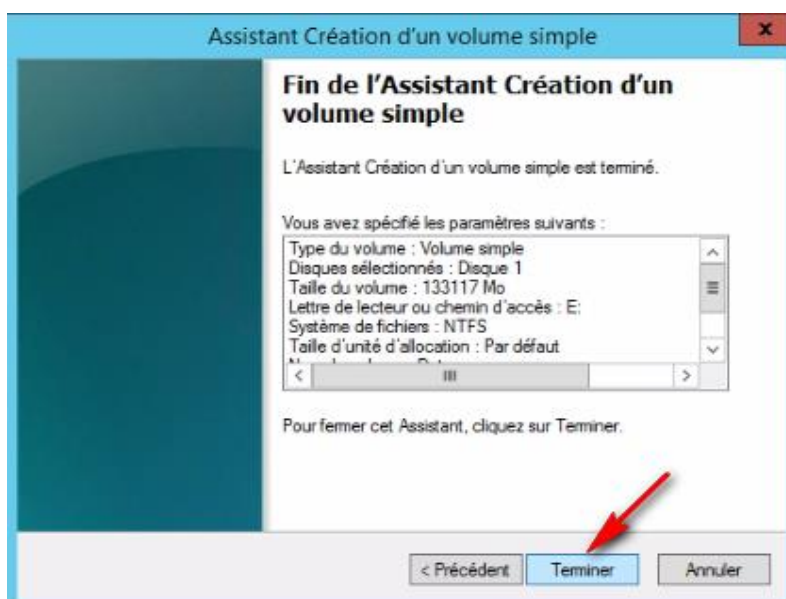 Assistant Création d'un volume simple
x
Fin de l'Assistant Création d'un
volume simple
L'Assistant Création d'un volume simple est terminé.
Vous avez spécifié les paramètres suivants :
Type du volume : Volume simple
Disques sélectionnés : Disque 1
Taille du volume : 133117 Mo
Lettre de lecteur ou chemin d'accès : E:
Système de fichiers : NTFS
Taille d'unité d'allocation : Par défaut
Pour fermer cet Assistant, cliquez sur Terminer.
< Précédent
Terminer
Annuler